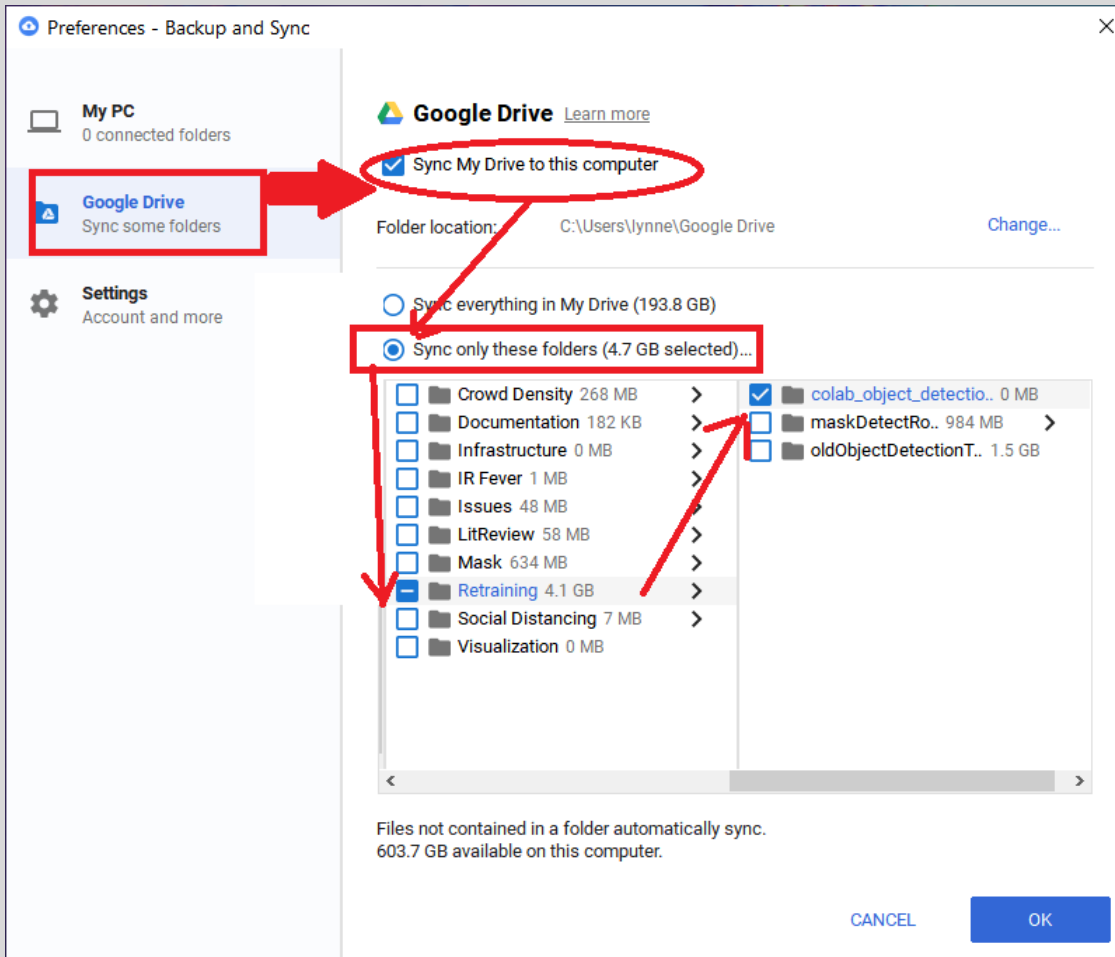 Preferences - Backup and Sync
My PC
0 connected folders
Google Drive
Sync some folders
Settings
Account and more
Google Drive Learn more
Sync My Drive to this computer
Folder location: C:\Users\lynne\Google Drive Change...
Sync everything in My Drive (193.8 GB)
Sync only these folders (4.7 GB selected)...
Crowd Density 268 MB
Documentation 182 KB
Infrastructure 0 MB
IR Fever 1 MB
Issues 48 MB
LitReview 58 MB
Mask 634 MB
Retraining 4.1 GB
Social Distancing 7 MB
Visualization 0 MB
colab_object_detectio.. 0 MB
maskDetectRo.. 984 MB
oldObjectDetectionT.. 1.5 GB
Files not contained in a folder automatically sync.
603.7 GB available on this computer.
CANCEL OK